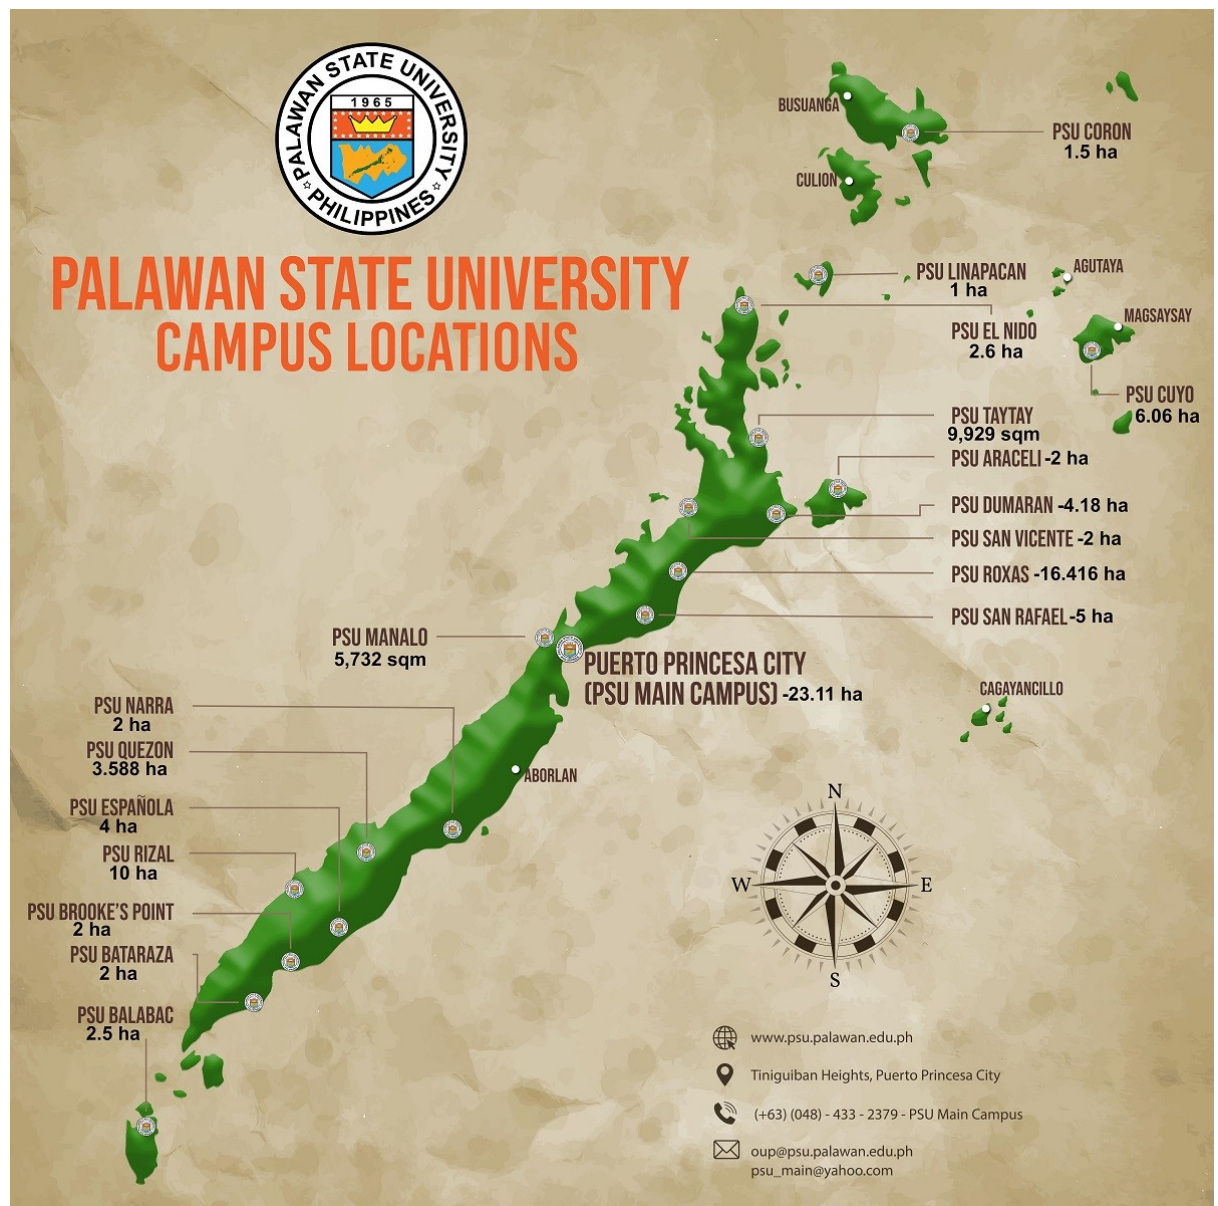 PALAWAN STATE UNIVERSITY
1965
PHILIPPINES
PALAWAN STATE UNIVERSITY
CAMPUS LOCATIONS
BUSUANGA
PSU CORON
1.5 ha
CULION
PSU LINAPACAN
1 ha
AGUTAYA
MAGSAYSAY
PSU EL NIDO
2.6 ha
PSU CUYO
6.06 ha
PSU TAYTAY
9,929 sqm
PSU ARACELI -2 ha
PSU DUMARAN -4.18 ha
PSU SAN VICENTE -2 ha
PSU ROXAS -16.416 ha
PSU SAN RAFAEL -5 ha
PSU MANALO
5,732 sqm
PUERTO PRINCESA CITY
(PSU MAIN CAMPUS) -23.11 ha
CAGAYANCILLO
PSU NARRA
2 ha
PSU QUEZON
3.588 ha
ABORLAN
PSU ESPAÑOLA
4 ha
PSU RIZAL
10 ha
PSU BROOKE'S POINT
2 ha
PSU BATARAZA
2 ha
PSU BALABAC
2.5 ha
N
W
E
S
www.psu.palawan.edu.ph
Tiniguiban Heights, Puerto Princesa City
(+63) (048) - 433 - 2379 - PSU Main Campus
oup@psu.palawan.edu.ph
psu_main@yahoo.com